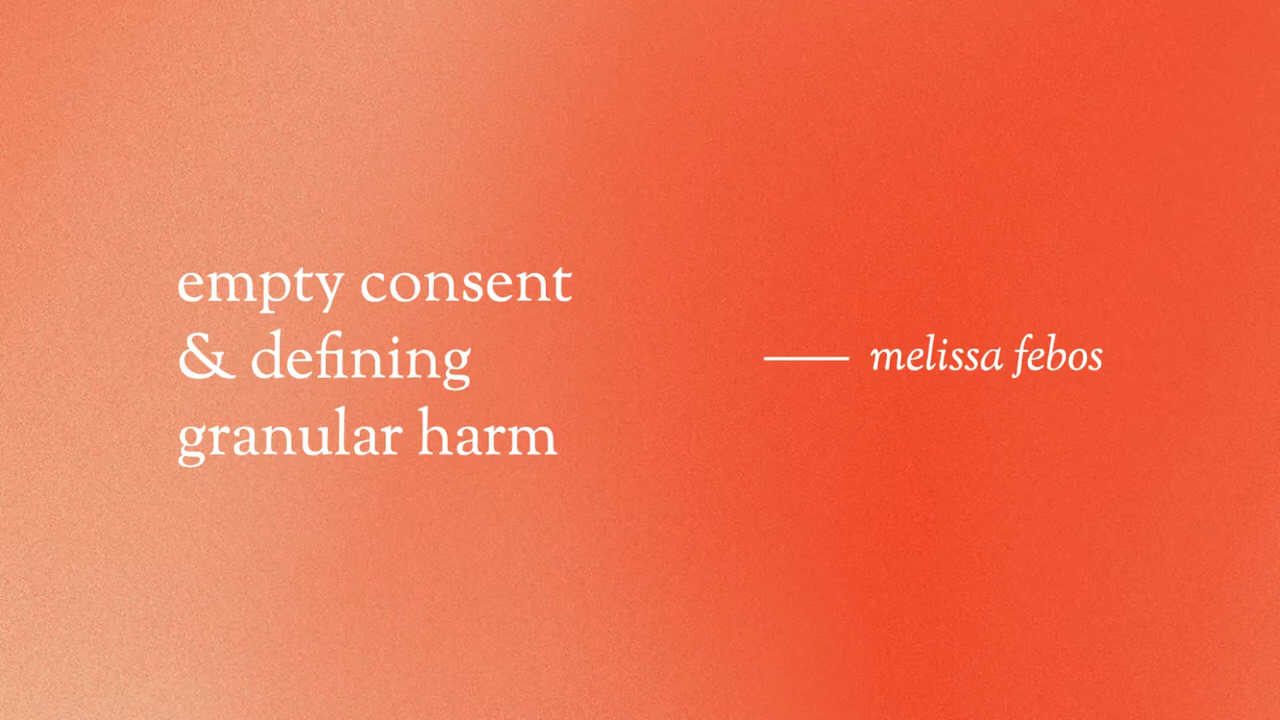 empty consent
& defining
granular harm
— melissa febos